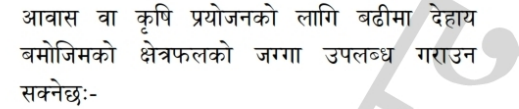 आवास वा कृषि प्रयोजनको लागि बढीमा देहाय
बमोजिमको क्षेत्रफलको जग्गा उपलब्ध गराउन
सक्नेछः-